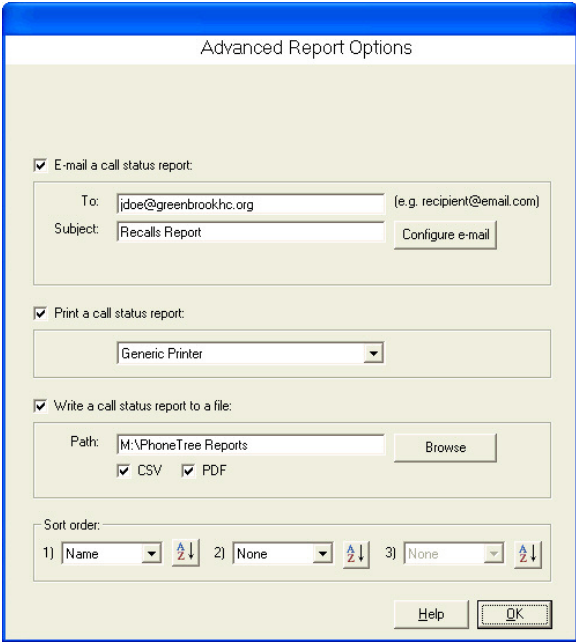 Advanced Report Options
E-mail a call status report:
To: jdoe@greenbrookhc.org (e.g. recipient@email.com)
Subject: Recalls Report Configure e-mail
Print a call status report:
Generic Printer
Write a call status report to a file:
Path: M:\PhoneTree Reports Browse
CSV PDF
Sort order:
1) Name A Z 2) None A Z 3) None A Z
Help OK